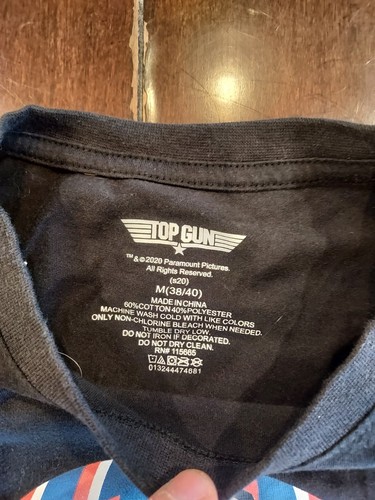 TOP GUN
™ & © 2020 Paramount Pictures.
All Rights Reserved.
(s20)
M(38/40)
MADE IN CHINA
60%COTTON 40%POLYESTER
MACHINE WASH COLD WITH LIKE COLORS
ONLY NON-CHLORINE BLEACH WHEN NEEDED.
TUMBLE DRY LOW.
DO NOT IRON IF DECORATED.
DO NOT DRY CLEAN.
RN# 115665
013244474681